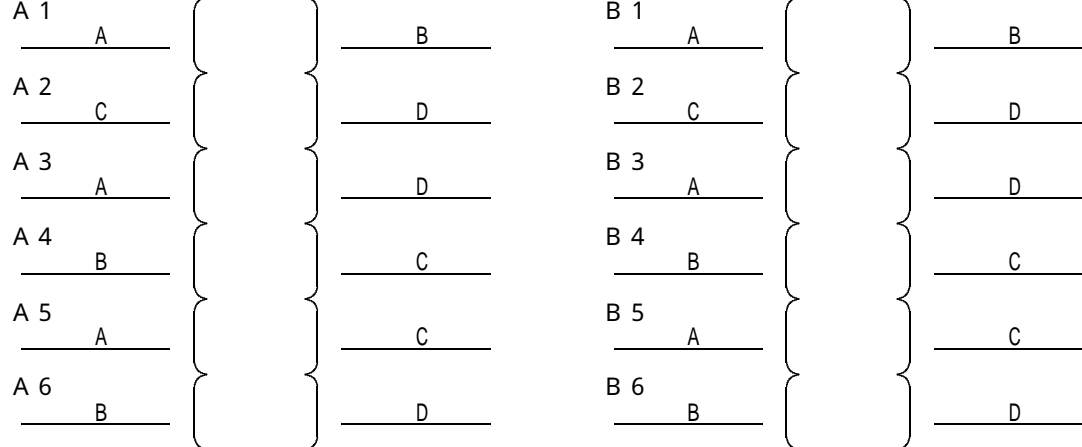 A 1 B 1
A B A B
A 2 B 2
C D C D
A 3 B 3
A D A D
A 4 B 4
B C B C
A 5 B 5
A C A C
A 6 B 6
B D B D